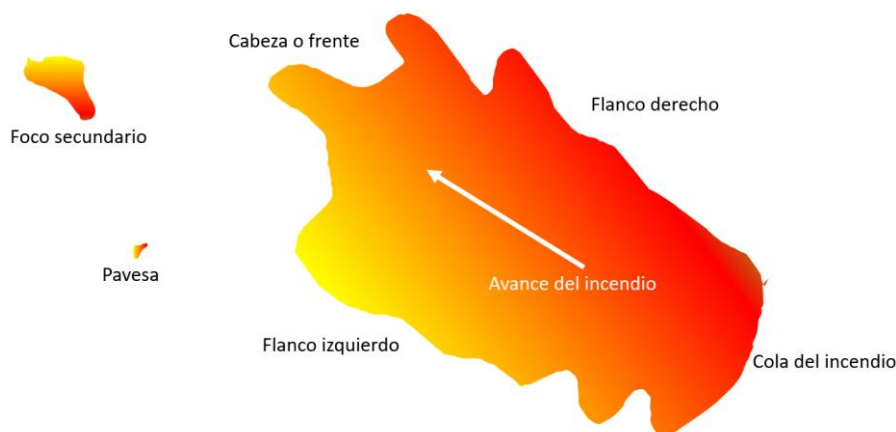 Cabeza o frente
Flanco derecho
Foco secundario
Pavesa
Avance del incendio
Flanco izquierdo
Cola del incendio